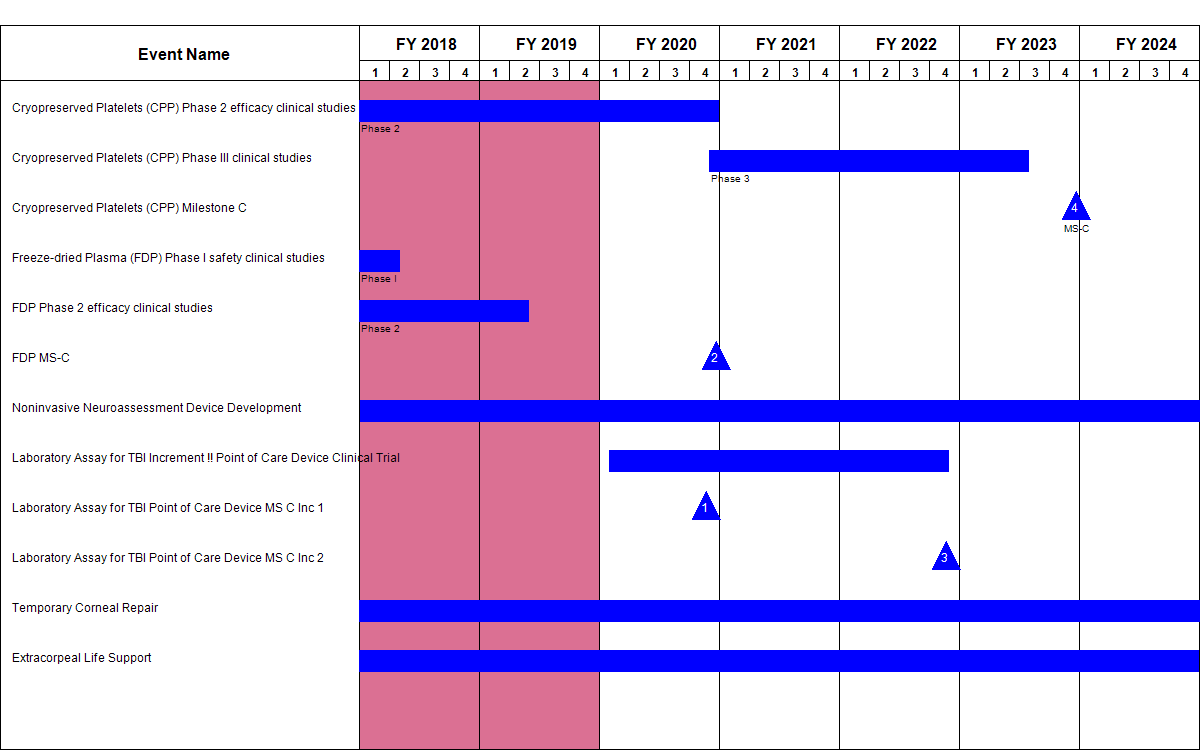 Event Name
FY 2018 FY 2019 FY 2020 FY 2021 FY 2022 FY 2023 FY 2024
1 2 3 4 1 2 3 4 1 2 3 4 1 2 3 4 1 2 3 4 1 2 3 4 1 2 3 4
Cryopreserved Platelets (CPP) Phase 2 efficacy clinical studies
Phase 2
Cryopreserved Platelets (CPP) Phase III clinical studies
Phase 3
Cryopreserved Platelets (CPP) Milestone C
4
MS-C
Freeze-dried Plasma (FDP) Phase I safety clinical studies
Phase I
FDP Phase 2 efficacy clinical studies
Phase 2
FDP MS-C
2
Noninvasive Neuroassessment Device Development
Laboratory Assay for TBI Increment !! Point of Care Device Clinical Trial
Laboratory Assay for TBI Point of Care Device MS C Inc 1
1
Laboratory Assay for TBI Point of Care Device MS C Inc 2
3
Temporary Corneal Repair
Extracorpeal Life Support